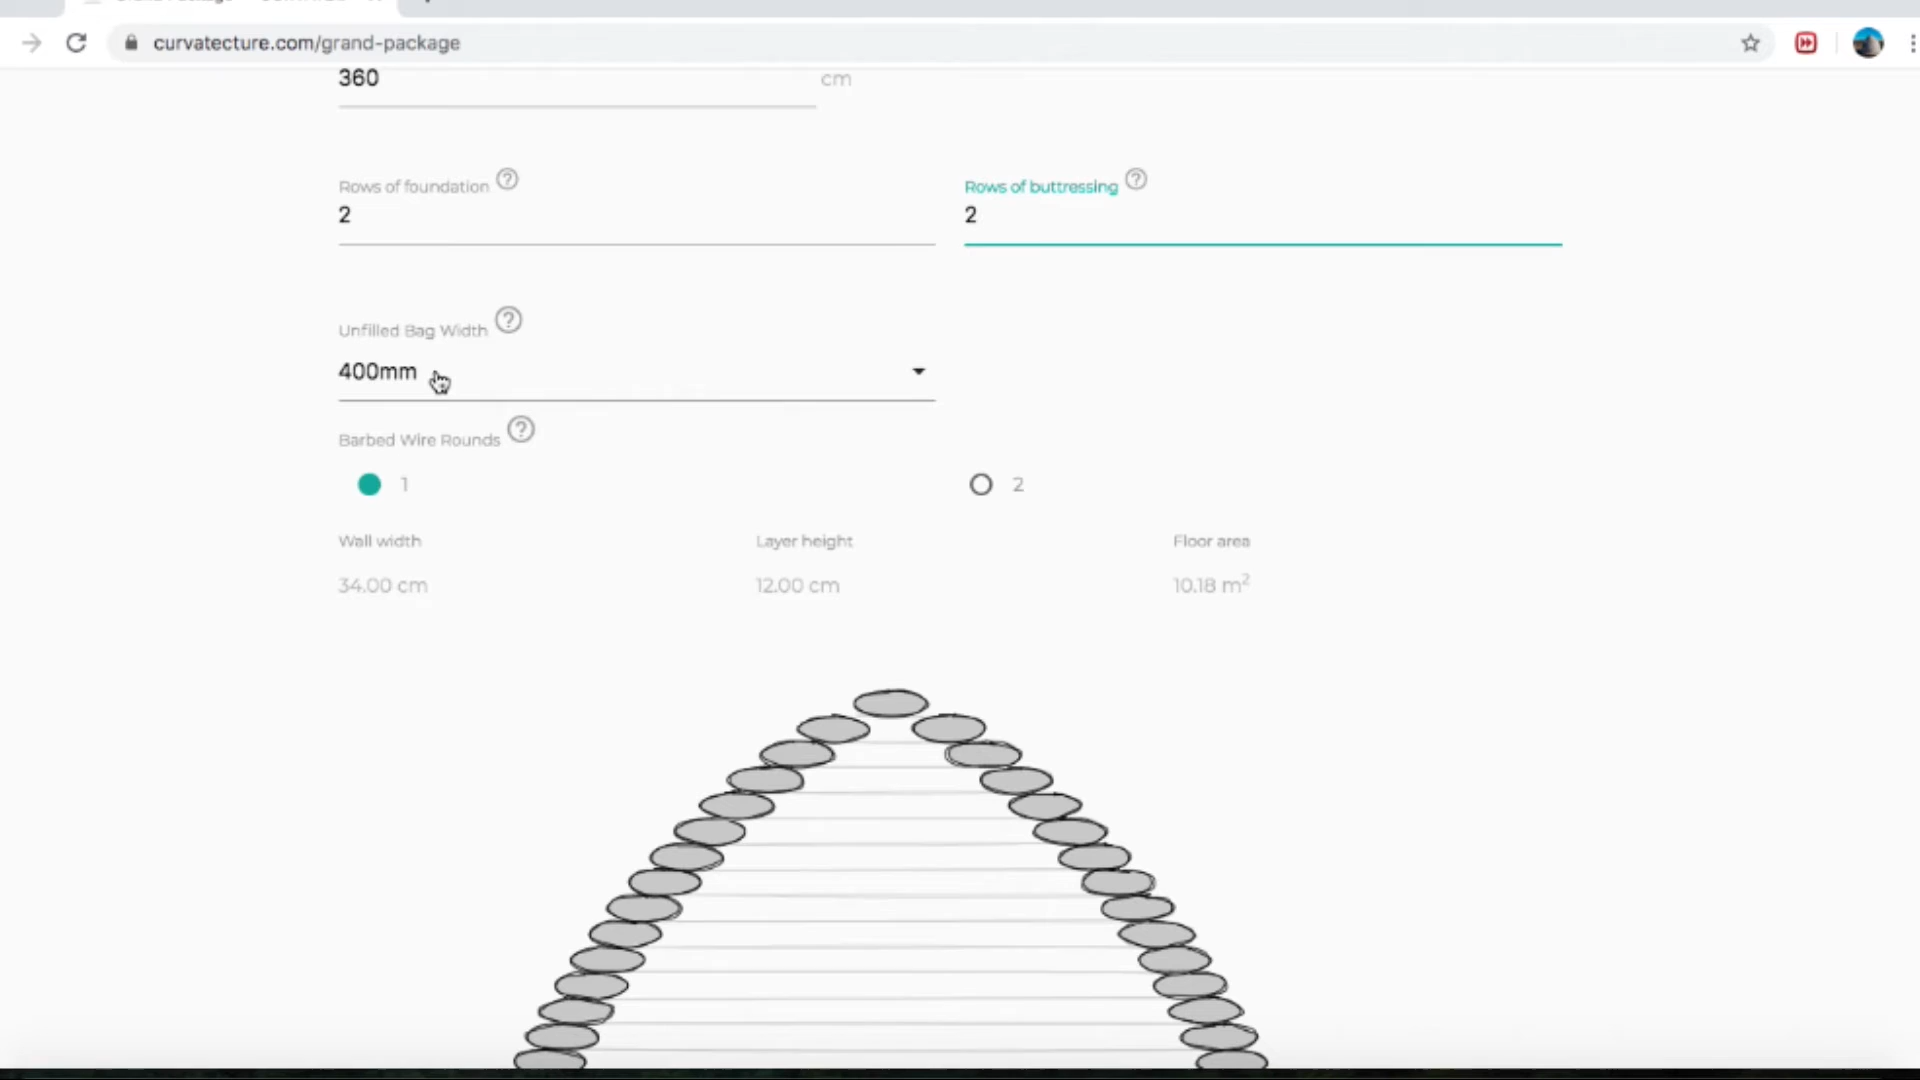 curvatecture.com/grand-package
360 cm
Rows of foundation ? Rows of buttressing ?
2 2
Unfilled Bag Width ?
400mm
Barbed Wire Rounds ?
1 2
Wall width Layer height Floor area
34.00 cm 12.00 cm 10.18 m²